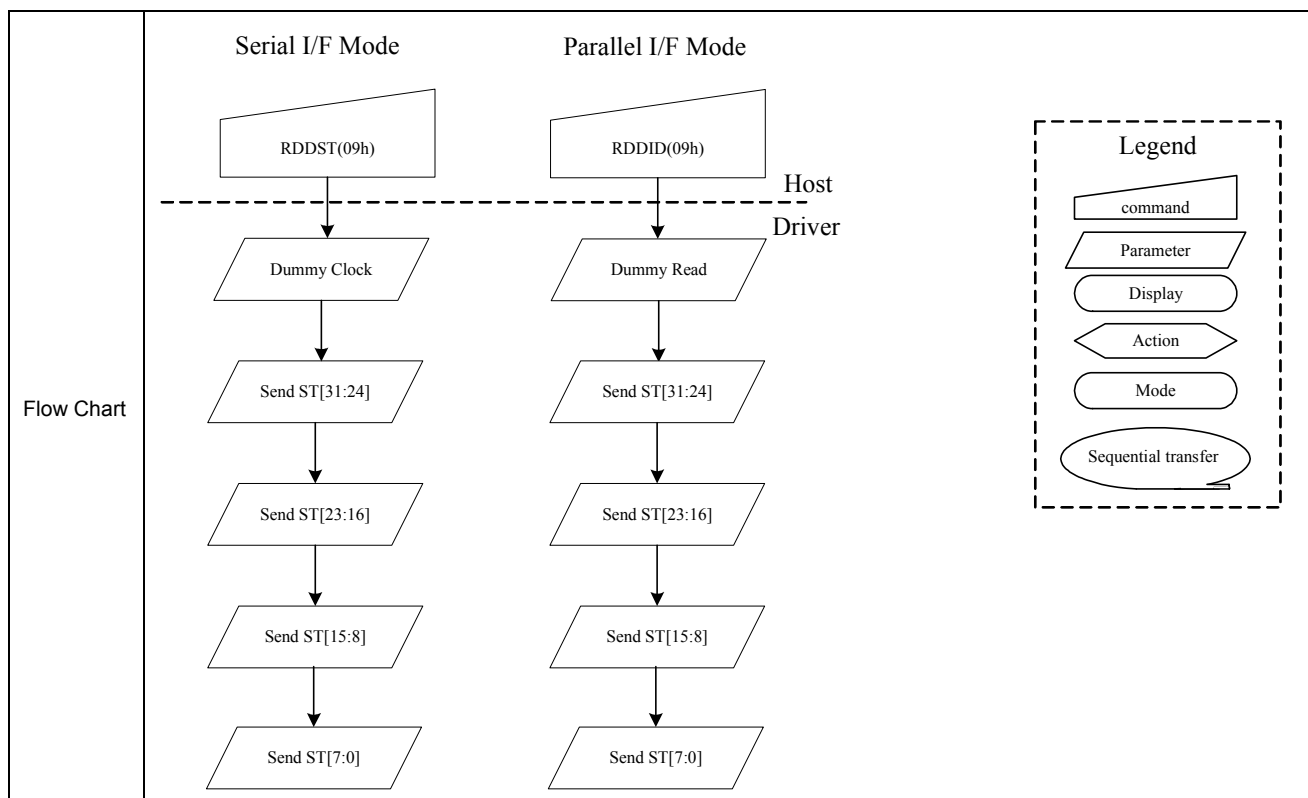 Flow Chart
Serial I/F Mode
RDDST(09h)
Dummy Clock
Send ST[31:24]
Send ST[23:16]
Send ST[15:8]
Send ST[7:0]
Parallel I/F Mode
RDDID(09h)
Dummy Read
Send ST[31:24]
Send ST[23:16]
Send ST[15:8]
Send ST[7:0]
Host
Driver
Legend
command
Parameter
Display
Action
Mode
Sequential transfer